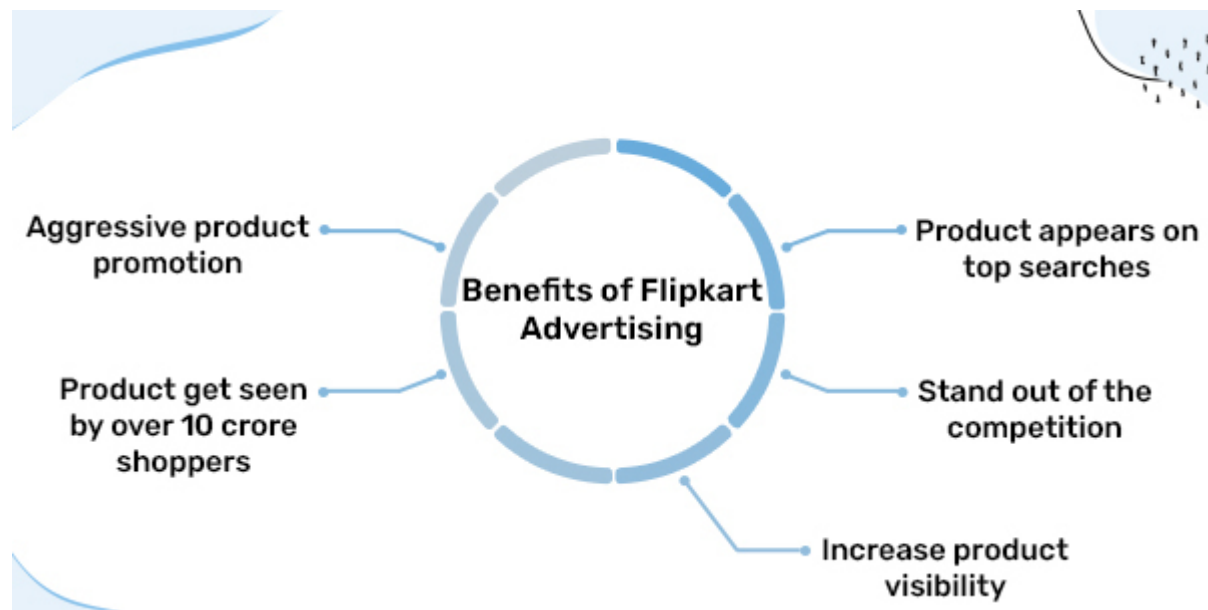 Benefits of Flipkart
Advertising
Aggressive product
promotion
Product get seen
by over 10 crore
shoppers
Product appears on
top searches
Stand out of the
competition
Increase product
visibility